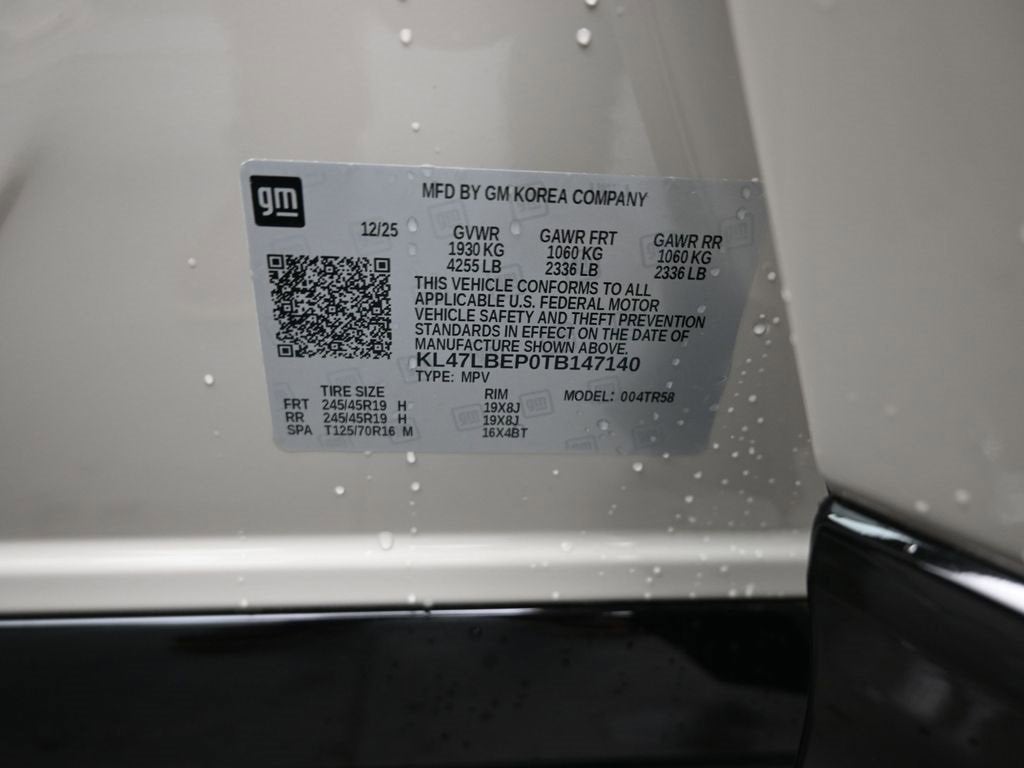 gm
MFD BY GM KOREA COMPANY
12/25
GVWR GAWR FRT GAWR RR
1930 KG 1060 KG 1060 KG
4255 LB 2336 LB 2336 LB
THIS VEHICLE CONFORMS TO ALL
APPLICABLE U.S. FEDERAL MOTOR
VEHICLE SAFETY AND THEFT PREVENTION
STANDARDS IN EFFECT ON THE DATE OF
MANUFACTURE SHOWN ABOVE.
KL47LBEP0TB147140
TYPE: MPV
TIRE SIZE RIM MODEL: 004TR58
FRT 245/45R19 H 19X8J
RR 245/45R19 H 19X8J
SPA T125/70R16 M 16X4BT